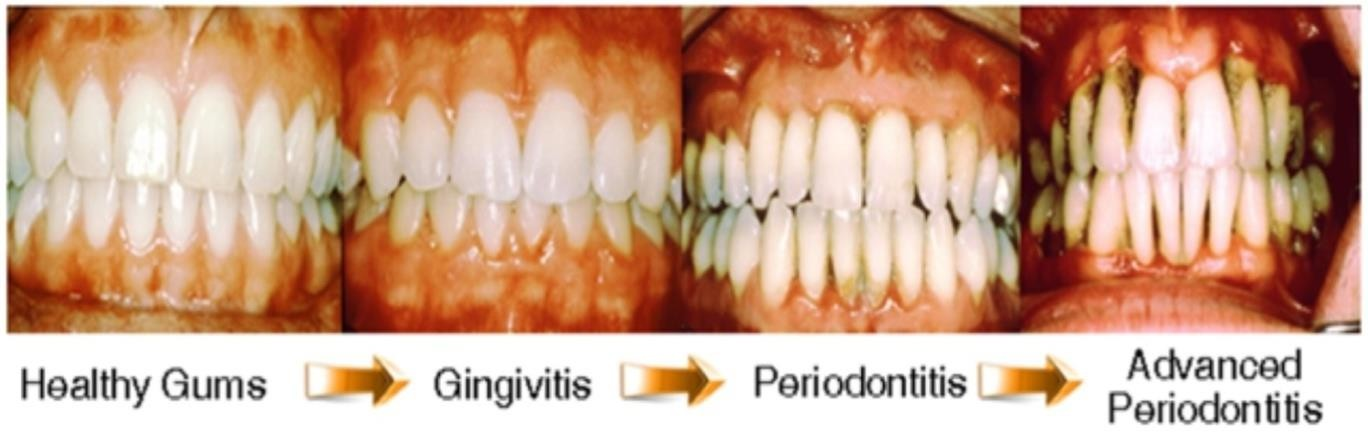 Healthy Gums
Gingivitis
Periodontitis
Advanced
Periodontitis